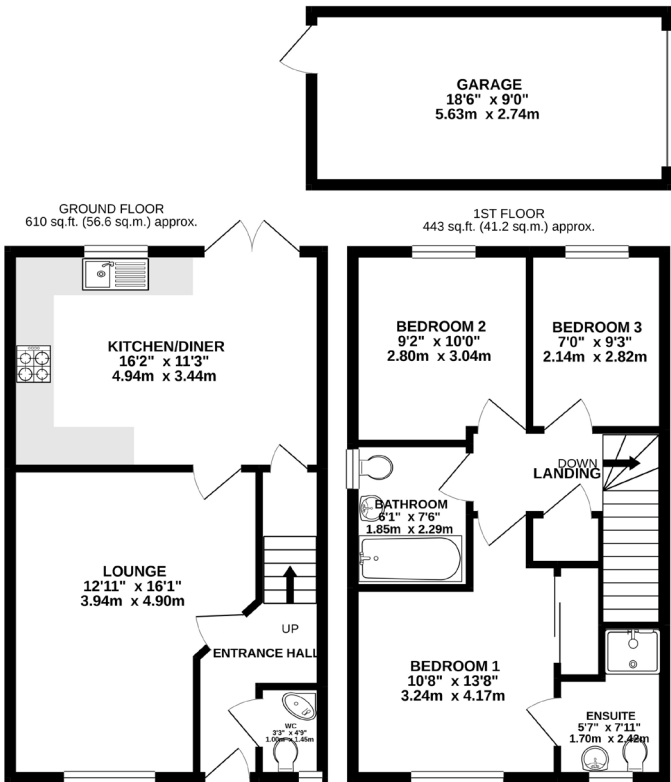 GARAGE
18'6" x 9'0"
5.63m x 2.74m
GROUND FLOOR
610 sq.ft. (56.6 sq.m.) approx.
1ST FLOOR
443 sq.ft. (41.2 sq.m.) approx.
KITCHEN/DINER
16'2" x 11'3"
4.94m x 3.44m
BEDROOM 2
9'2" x 10'0"
2.80m x 3.04m
BEDROOM 3
7'0" x 9'3"
2.14m x 2.82m
DOWN
LANDING
BATHROOM
6'1" x 7'6"
1.85m x 2.29m
LOUNGE
12'11" x 16'1"
3.94m x 4.90m
UP
ENTRANCE HALL
BEDROOM 1
10'8" x 13'8"
3.24m x 4.17m
WC
3'3" x 4'9"
1.00m x 1.45m
ENSUITE
5'7" x 7'11"
1.70m x 2.42m